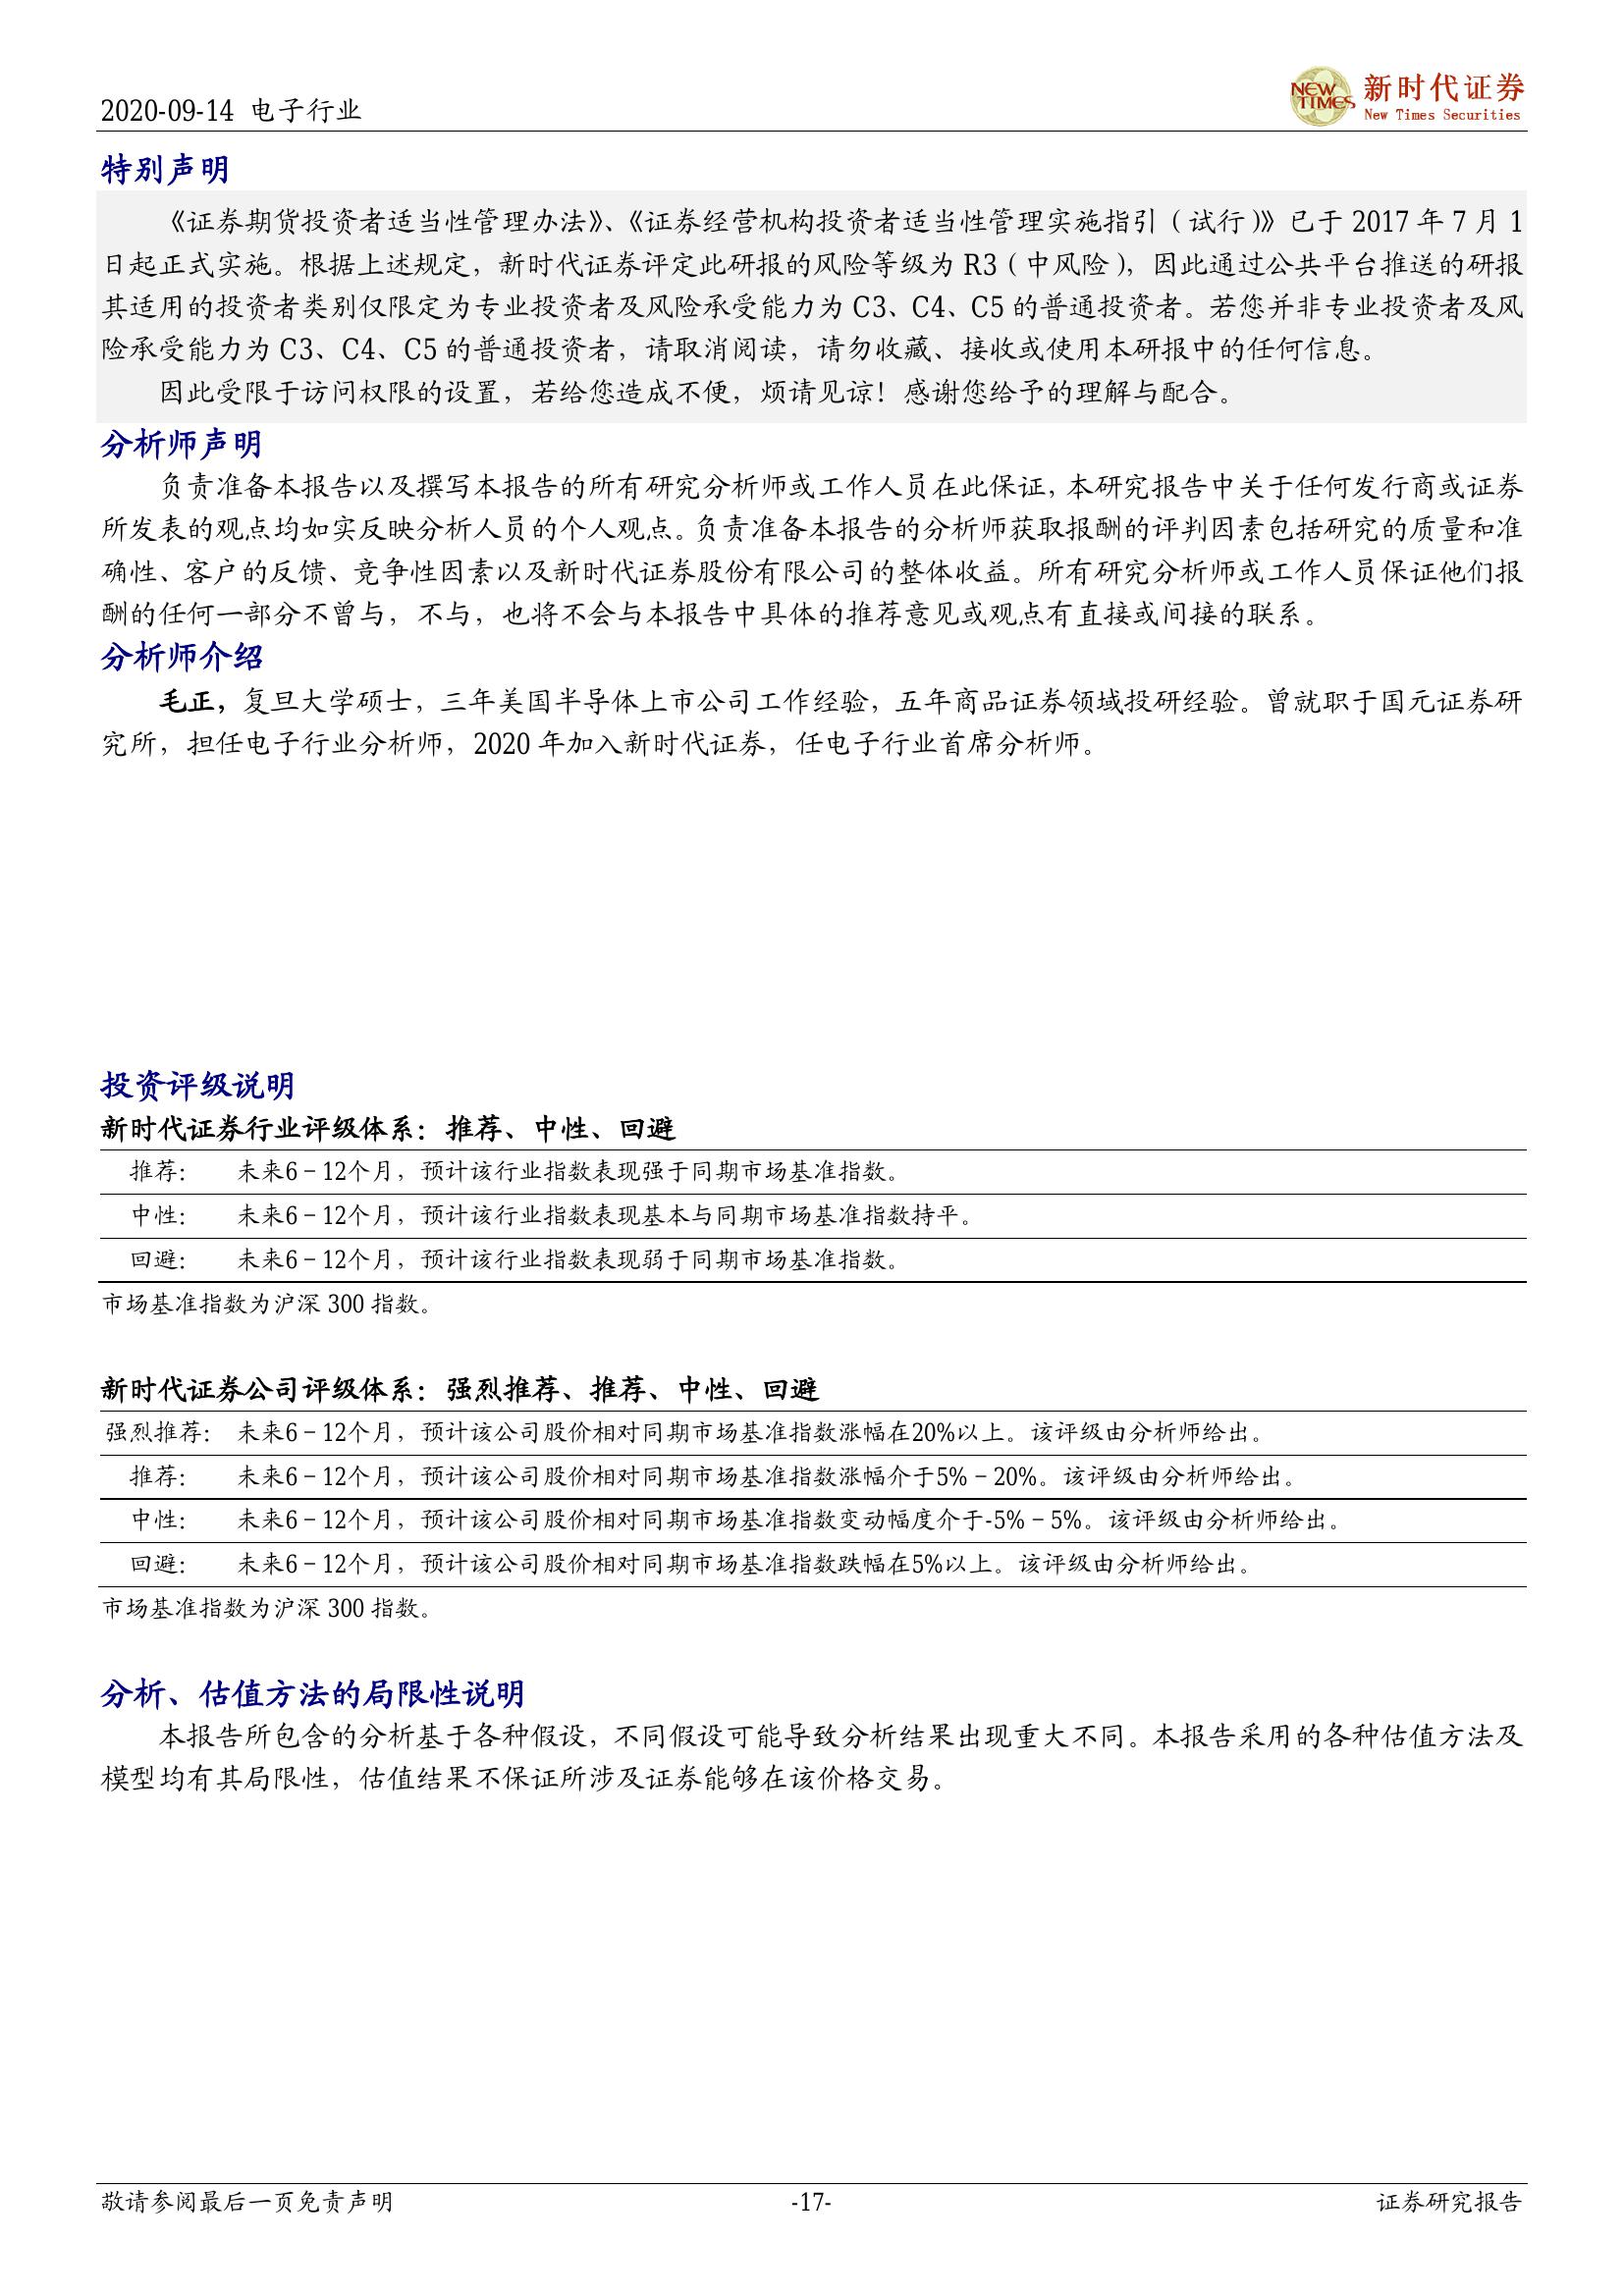 2020-09-14 电子行业
NEW TIMES
新时代证券
New Times Securities
特别声明
《证券期货投资者适当性管理办法》、《证券经营机构投资者适当性管理实施指引（试行）》已于 2017 年 7 月 1
日起正式实施。根据上述规定，新时代证券评定此研报的风险等级为 R3（中风险），因此通过公共平台推送的研报
其适用的投资者类别仅限定为专业投资者及风险承受能力为 C3、C4、C5 的普通投资者。若您并非专业投资者及风
险承受能力为 C3、C4、C5 的普通投资者，请取消阅读，请勿收藏、接收或使用本研报中的任何信息。
因此受限于访问权限的设置，若给您造成不便，烦请见谅！感谢您给予的理解与配合。
分析师声明
负责准备本报告以及撰写本报告的所有研究分析师或工作人员在此保证，本研究报告中关于任何发行商或证券
所发表的观点均如实反映分析人员的个人观点。负责准备本报告的分析师获取报酬的评判因素包括研究的质量和准
确性、客户的反馈、竞争性因素以及新时代证券股份有限公司的整体收益。所有研究分析师或工作人员保证他们报
酬的任何一部分不曾与，不与，也将不会与本报告中具体的推荐意见或观点有直接或间接的联系。
分析师介绍
毛正，复旦大学硕士，三年美国半导体上市公司工作经验，五年商品证券领域投研经验。曾就职于国元证券研
究所，担任电子行业分析师，2020 年加入新时代证券，任电子行业首席分析师。
投资评级说明
新时代证券行业评级体系：推荐、中性、回避
推荐： 未来6－12个月，预计该行业指数表现强于同期市场基准指数。
中性： 未来6－12个月，预计该行业指数表现基本与同期市场基准指数持平。
回避： 未来6－12个月，预计该行业指数表现弱于同期市场基准指数。
市场基准指数为沪深 300 指数。
新时代证券公司评级体系：强烈推荐、推荐、中性、回避
强烈推荐： 未来6－12个月，预计该公司股价相对同期市场基准指数涨幅在20%以上。该评级由分析师给出。
推荐： 未来6－12个月，预计该公司股价相对同期市场基准指数涨幅介于5%－20%。该评级由分析师给出。
中性： 未来6－12个月，预计该公司股价相对同期市场基准指数变动幅度介于-5%－5%。该评级由分析师给出。
回避： 未来6－12个月，预计该公司股价相对同期市场基准指数跌幅在5%以上。该评级由分析师给出。
市场基准指数为沪深 300 指数。
分析、估值方法的局限性说明
本报告所包含的分析基于各种假设，不同假设可能导致分析结果出现重大不同。本报告采用的各种估值方法及
模型均有其局限性，估值结果不保证所涉及证券能够在该价格交易。
敬请参阅最后一页免责声明
-17-
证券研究报告